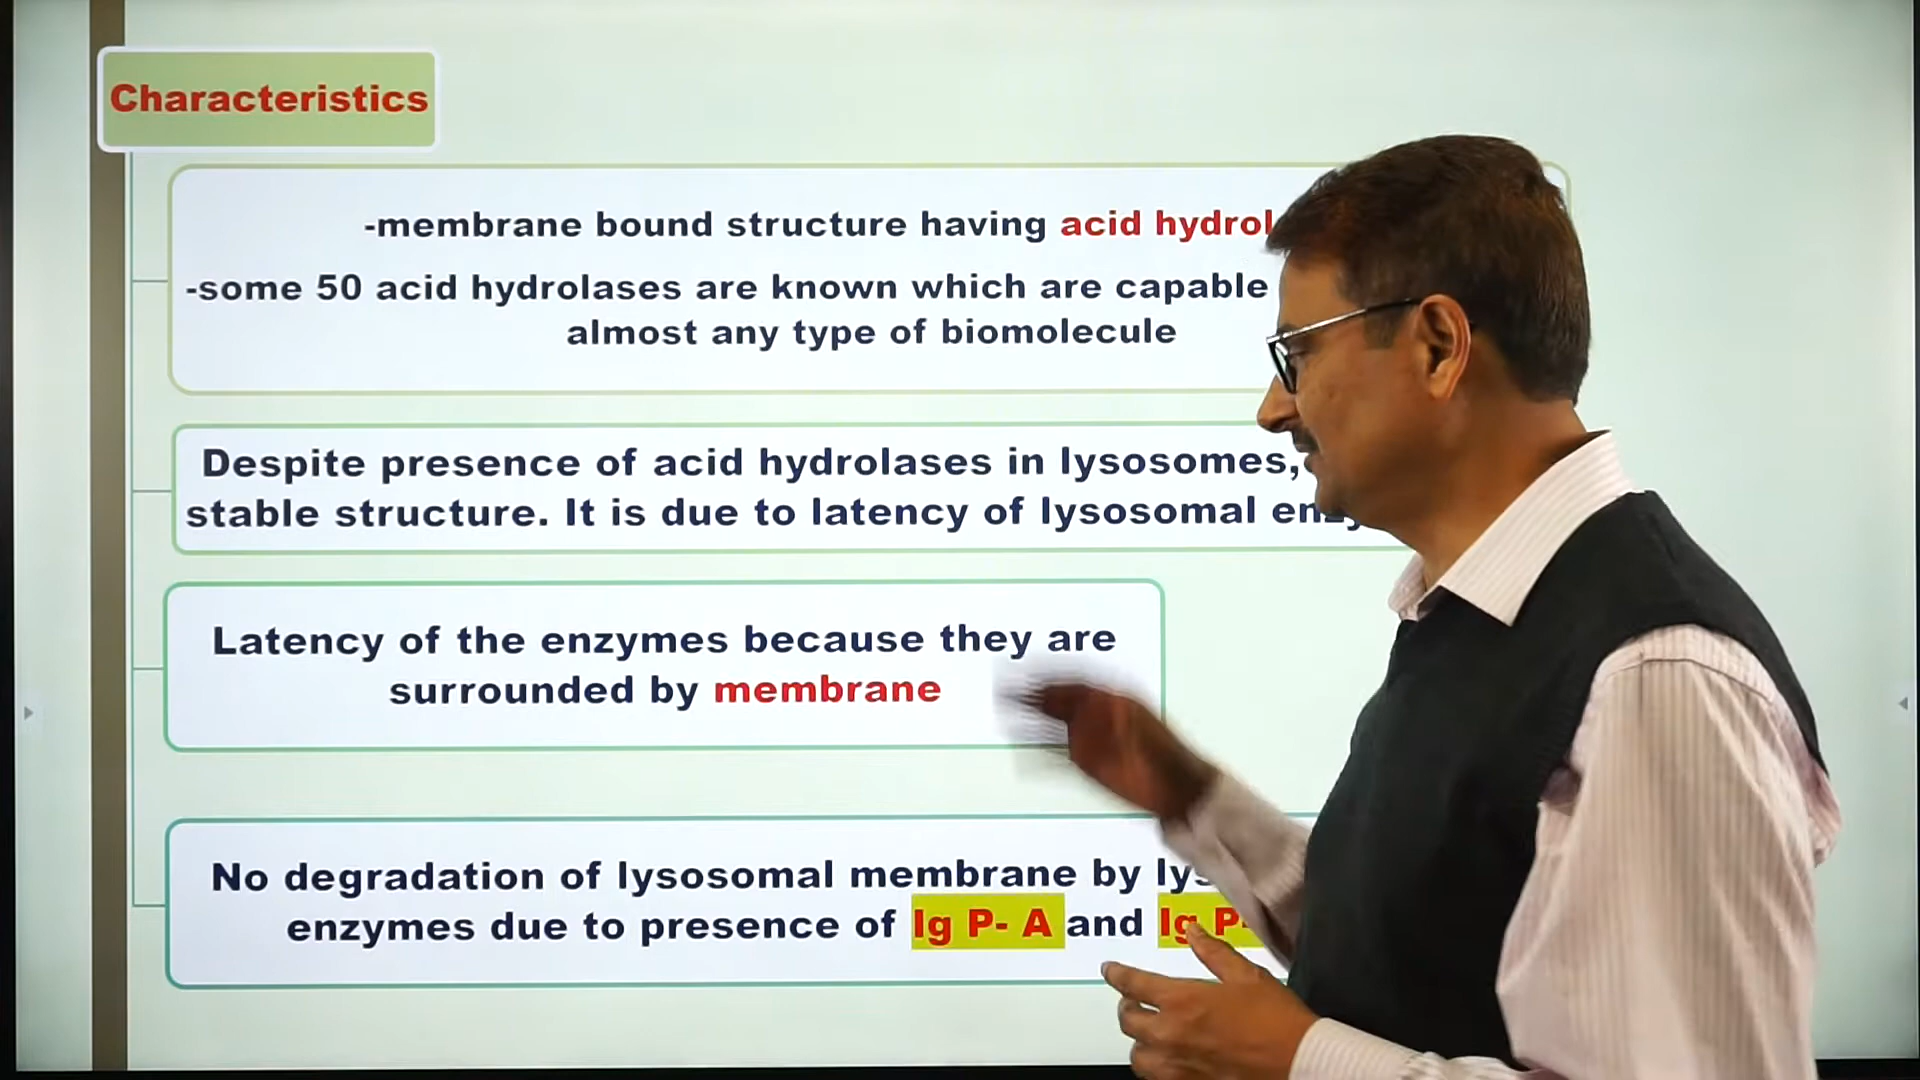 Characteristics
-membrane bound structure having acid
-some 50 acid hydrolases are known which are capable
almost any type of biomolecule
Despite presence of acid hydrolases in lysosomes,
stable structure. It is due to latency of lysosomal
Latency of the enzymes because they are
surrounded by membrane
No degradation of lysosomal membrane by
enzymes due to presence of lg P- A and lg P-